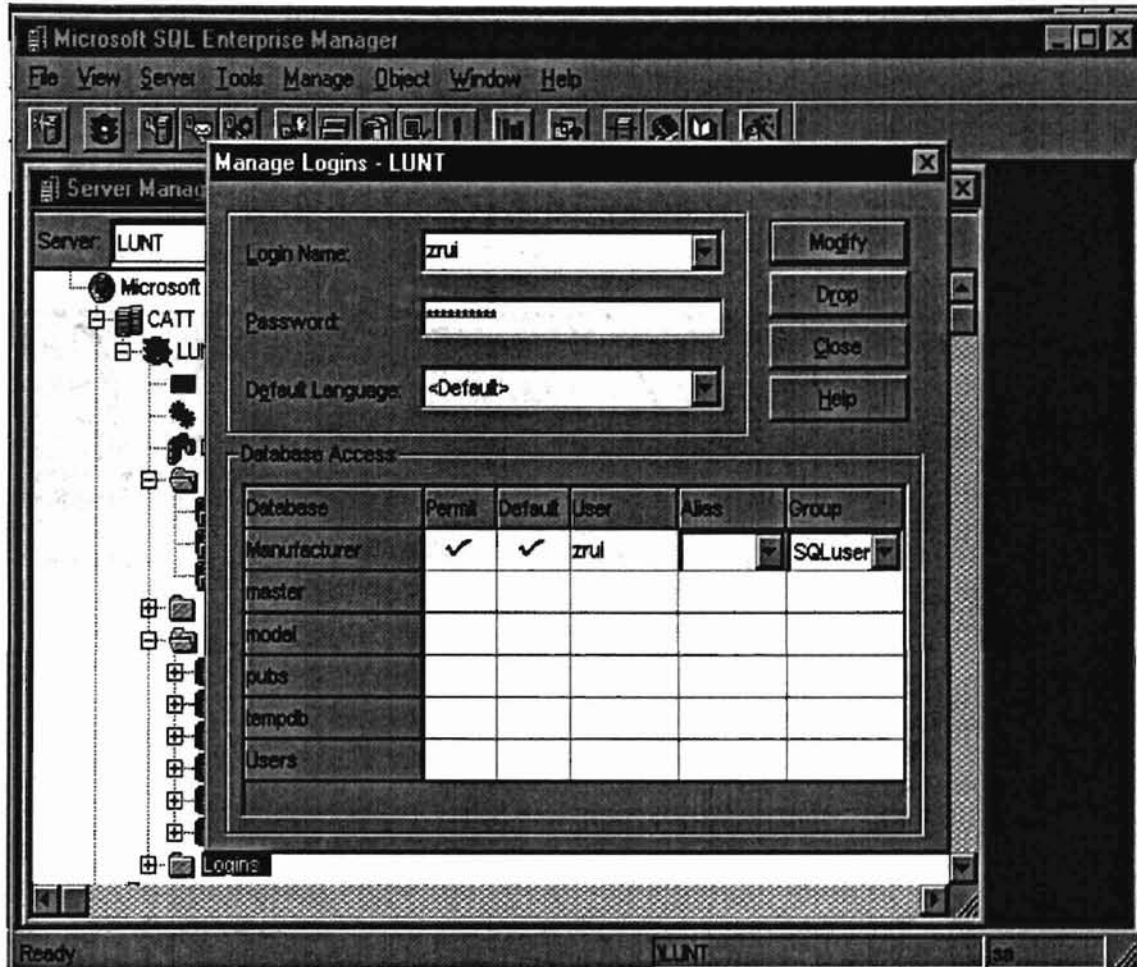 Microsoft SQL Enterprise Manager
File View Server Tools Manage Object Window Help
Manage Logins - LUNT
Server Manag
Server: LUNT
Microsoft
CATT
LUN
Logins
Login Name: zrui
Password: **********
Default Language: <Default>
Modify
Drop
Close
Help
Database Access
Database Permit Default User Alias Group
Manufacturer ✓ ✓ zrui SQLuser
master
model
pubs
tempdb
Users
Ready \\LUNT sa